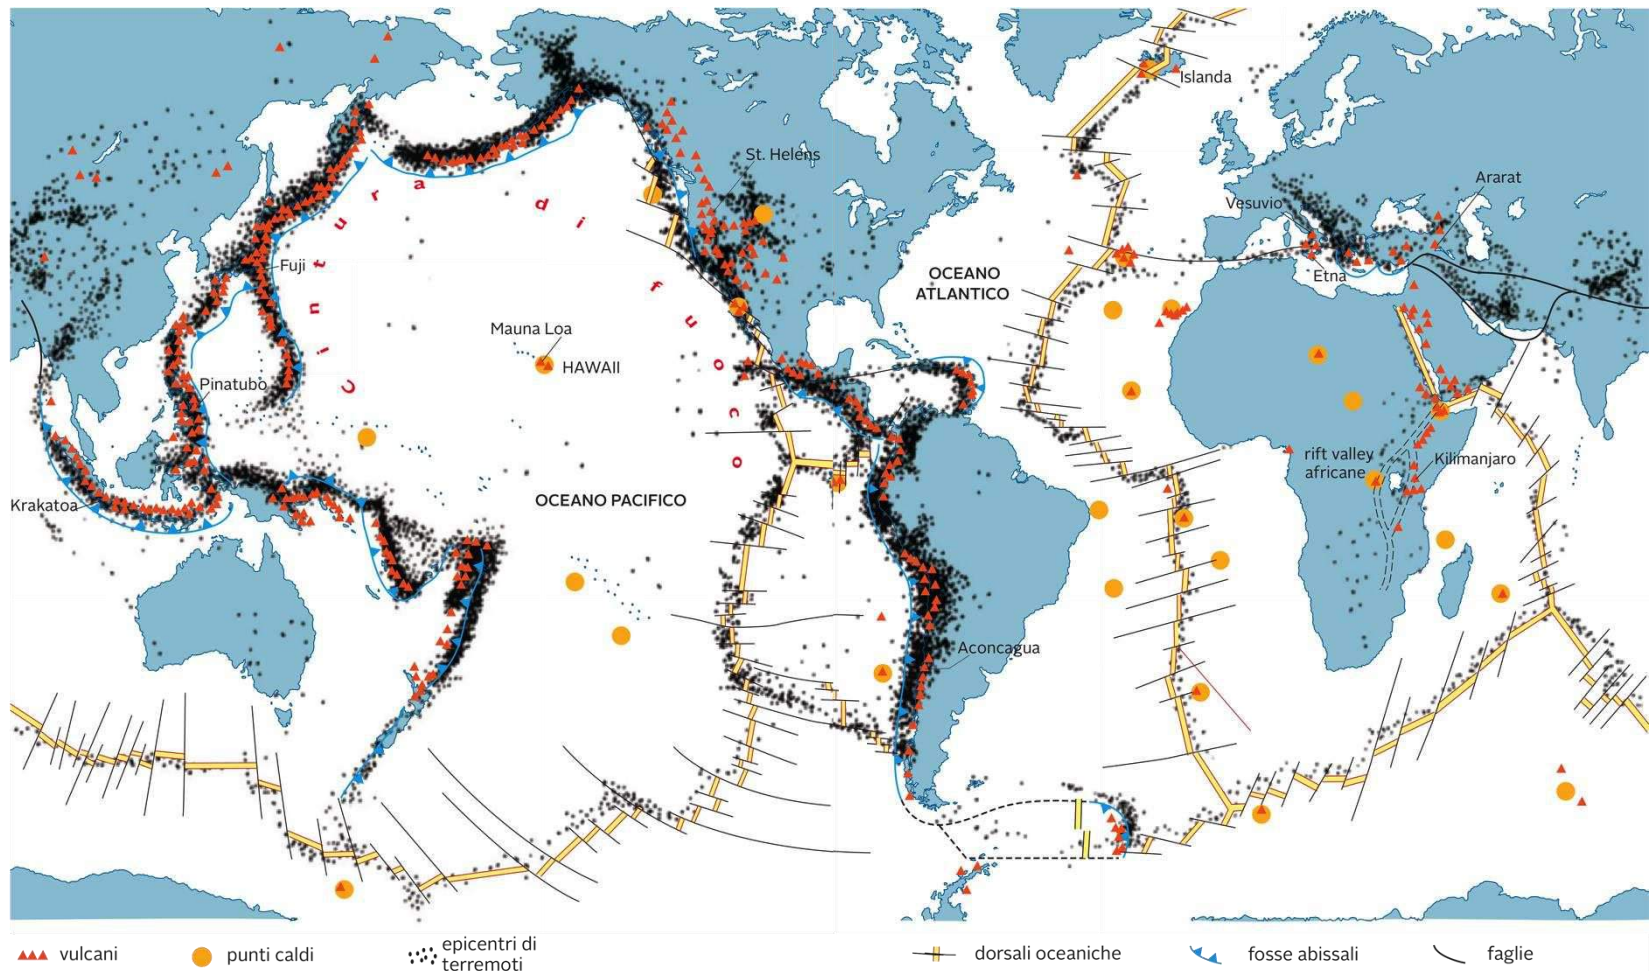 Islanda
St. Helens
Ararat
Vesuvio
Cintura di fuoco
Fuji
OCEANO
ATLANTICO
Etna
Mauna Loa
HAWAII
Pinatubo
rift valley
africane
Kilimanjaro
Krakatoa
OCEANO PACIFICO
Aconcagua
vulcani
punti caldi
epicentri di
terremoti
dorsali oceaniche
fosse abissali
faglie